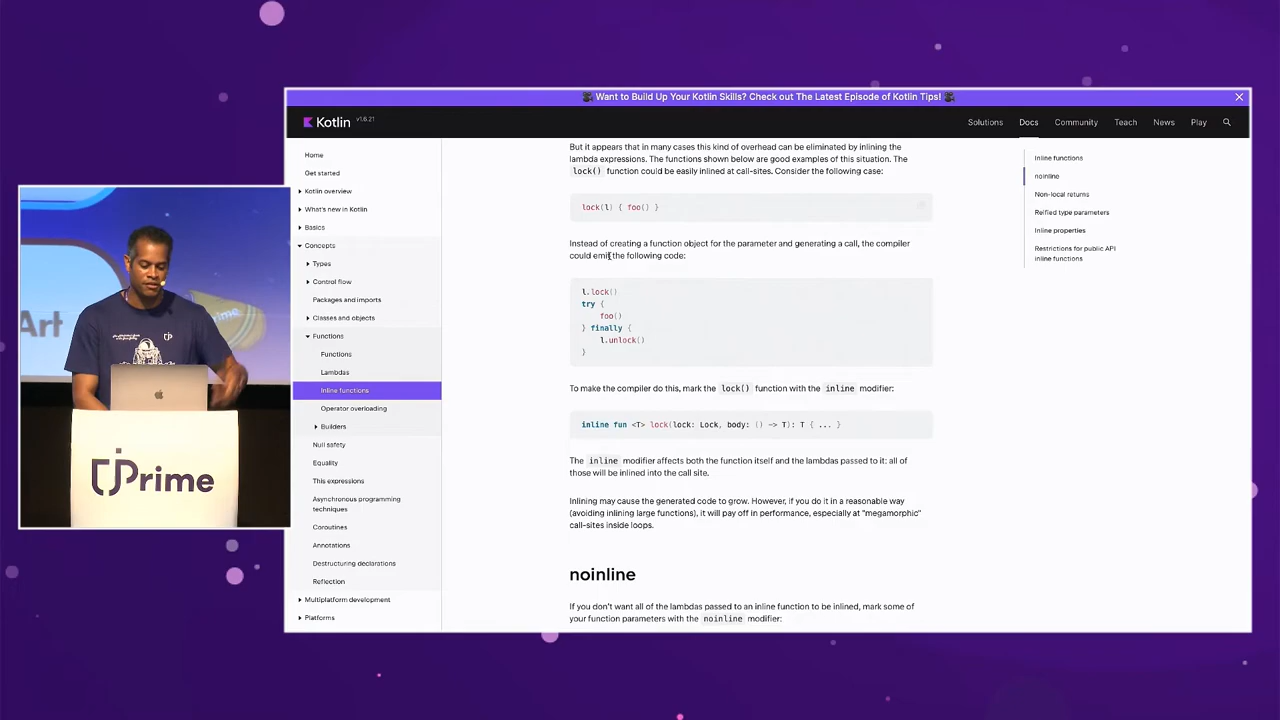 Want to Build Up Your Kotlin Skills? Check out The Latest Episode of Kotlin Tips!
Kotlin v1.6.21
Solutions Docs Community Teach News Play
Home
Get started
Kotlin overview
What's new in Kotlin
Basics
Concepts
Types
Control flow
Packages and imports
Classes and objects
Functions
Functions
Lambdas
Inline functions
Operator overloading
Builders
Null safety
Equality
This expressions
Asynchronous programming
techniques
Coroutines
Annotations
Destructuring declarations
Reflection
Multiplatform development
Platforms
But it appears that in many cases this kind of overhead can be eliminated by inlining the
lambda expressions. The functions shown below are good examples of this situation. The
lock() function could be easily inlined at call-sites. Consider the following case:
lock(l) { foo() }
Instead of creating a function object for the parameter and generating a call, the compiler
could emit the following code:
l.lock()
try {
foo()
} finally {
l.unlock()
}
To make the compiler do this, mark the lock() function with the inline modifier:
inline fun <T> lock(lock: Lock, body: () -> T): T { ... }
The inline modifier affects both the function itself and the lambdas passed to it: all of
those will be inlined into the call site.
Inlining may cause the generated code to grow. However, if you do it in a reasonable way
(avoiding inlining large functions), it will pay off in performance, especially at "megamorphic"
call-sites inside loops.
noinline
If you don't want all of the lambdas passed to an inline function to be inlined, mark some of
your function parameters with the noinline modifier:
Inline functions
noinline
Non-local returns
Reified type parameters
Inline properties
Restrictions for public API
inline functions
Art
jPrime